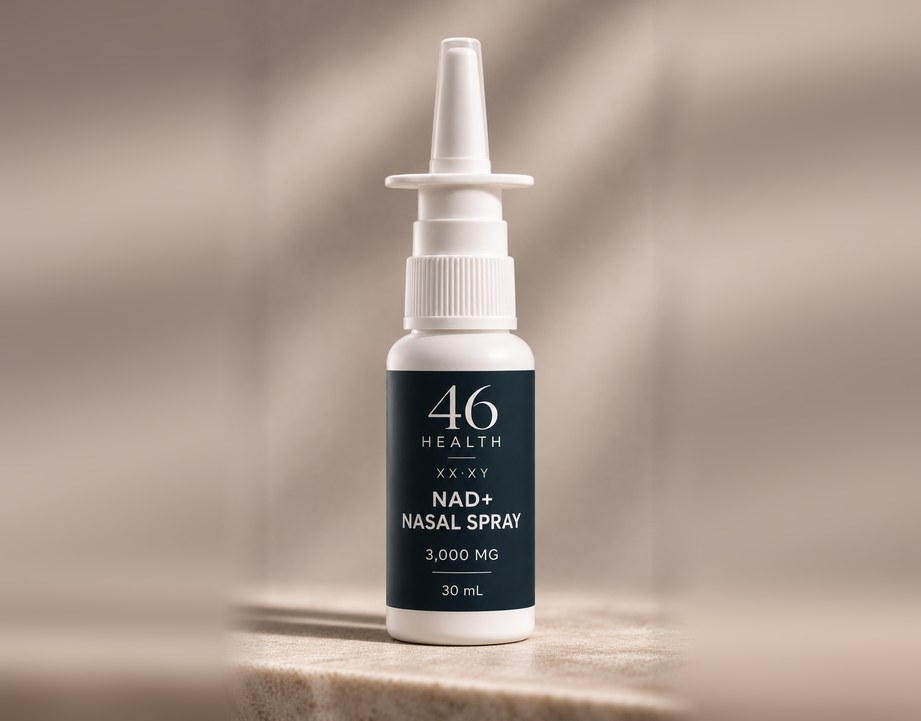 46
HEALTH
XX·XY
NAD+
NASAL SPRAY
3,000 MG
30 mL